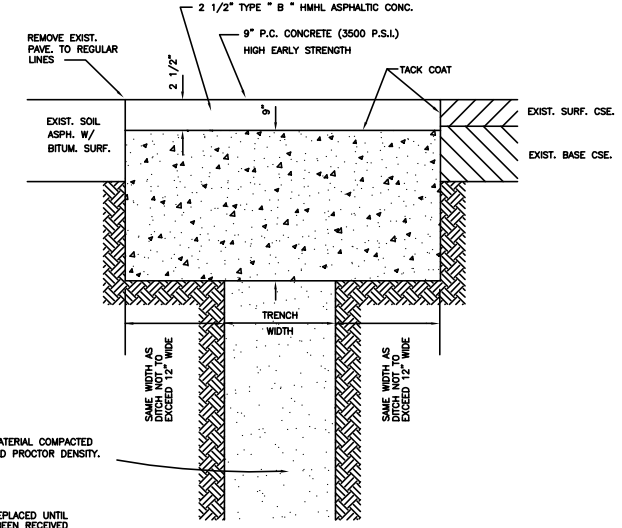 2 1/2" TYPE " B " HMHL ASPHALTIC CONC.
9" P.C. CONCRETE (3500 P.S.I.)
HIGH EARLY STRENGTH
REMOVE EXIST.
PAVE. TO REGULAR
LINES
2 1/2"
TACK COAT
9"
EXIST. SOIL
ASPH. W/
BITUM. SURF.
EXIST. SURF. CSE.
EXIST. BASE CSE.
TRENCH
WIDTH
SAME WIDTH AS
DITCH NOT TO
EXCEED 12" WIDE
SAME WIDTH AS
DITCH NOT TO
EXCEED 12" WIDE
ATERIAL COMPACTED
D PROCTOR DENSITY.
EPLACED UNTIL
BEEN RECEIVED